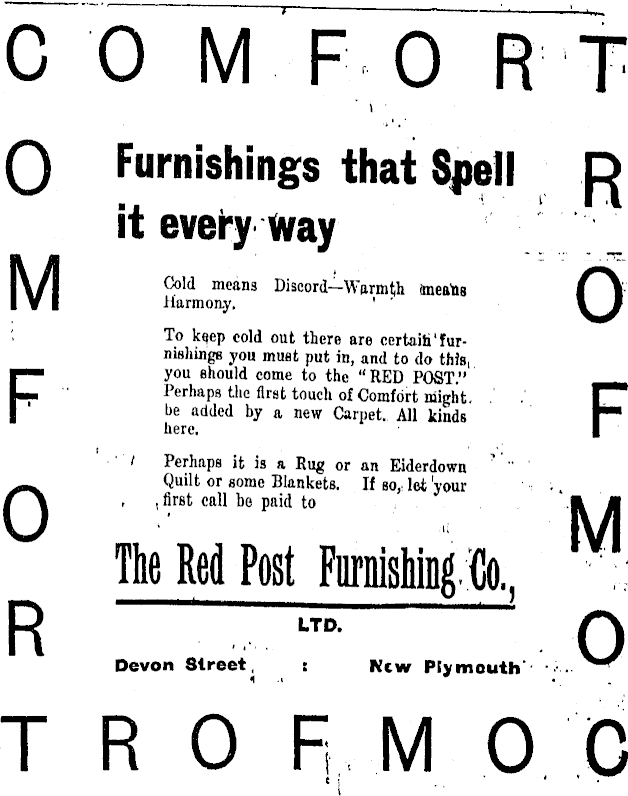 C O M F O R T
O R
M O
F F
O M
R O
T R O F M O C
Furnishings that Spell
it every way
Cold means Discord—Warmth means
Harmony.
To keep cold out there are certain fur-
nishings you must put in, and to do this,
you should come to the "RED POST."
Perhaps the first touch of Comfort might
be added by a new Carpet. All kinds
here.
Perhaps it is a Rug or an Eiderdown
Quilt or some Blankets. If so, let your
first call be paid to
The Red Post Furnishing Co.,
LTD.
Devon Street : New Plymouth